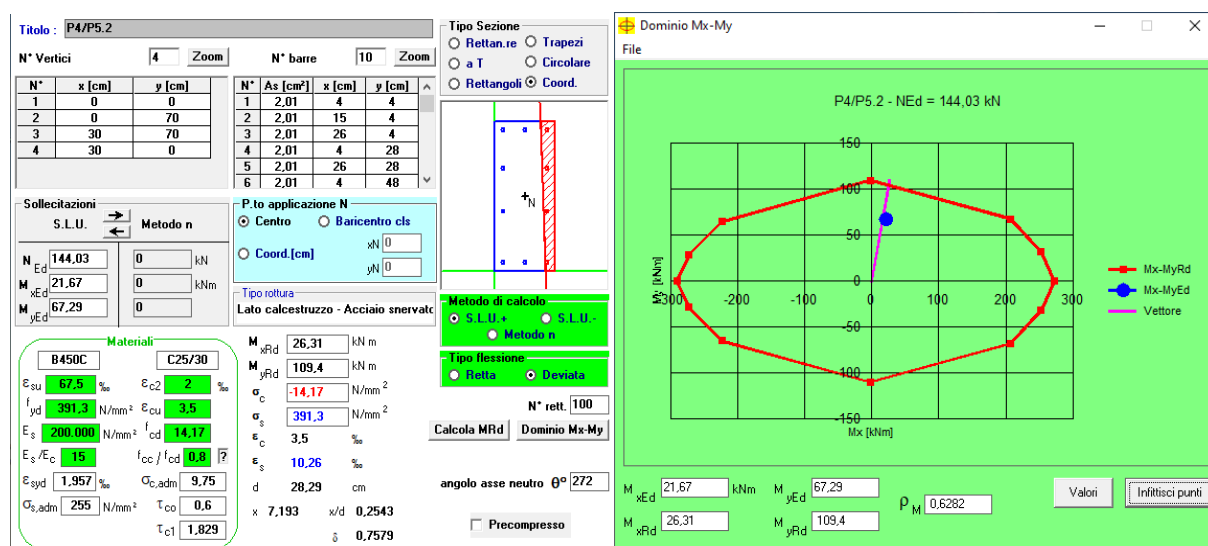 Titolo : P4/P5.2
N° Vertici 4 Zoom N° barre 10 Zoom
N° x [cm] y [cm]
1 0 0
2 0 70
3 30 70
4 30 0
N° As [cm²] x [cm] y [cm]
1 2,01 4 4
2 2,01 15 4
3 2,01 26 4
4 2,01 4 28
5 2,01 26 28
6 2,01 4 48
Tipo Sezione
Rettan.re Trapezi
a T Circolare
Rettangoli Coord.
N
Sollecitazioni
S.L.U. Metodo n
N Ed 144,03 0 kN
M xEd 21,67 0 kNm
M yEd 67,29 0
P.to applicazione N
Centro Baricentro cls
Coord.[cm] xN 0
yN 0
Tipo rottura
Lato calcestruzzo - Acciaio snervato
Materiali
B450C C25/30
εsu 67,5 ‰ εc2 2 ‰
fyd 391,3 N/mm² εcu 3,5
Es 200.000 N/mm² fcd 14,17
Es/Ec 15 fcc/fcd 0,8 ?
εsyd 1,957 ‰ σc,adm 9,75
σs,adm 255 N/mm² τco 0,6
τc1 1,829
M xRd 26,31 kN m
M yRd 109,4 kN m
σc -14,17 N/mm²
σs 391,3 N/mm²
εc 3,5 ‰
εs 10,26 ‰
d 28,29 cm
x 7,193 x/d 0,2543
δ 0,7579
Metodo di calcolo
S.L.U.+ S.L.U.-
Metodo n
Tipo flessione
Retta Deviata
N° rett. 100
Calcola MRd Dominio Mx-My
angolo asse neutro θ° 272
Precompresso
Dominio Mx-My
File
P4/P5.2 - NEd = 144,03 kN
150
100
50
0
-50
-100
-150
-300 -200 -100 0 100 200 300
Mx [kNm]
Mx-MyRd
Mx-MyEd
Vettore
M xEd 21,67 kNm M yEd 67,29
M xRd 26,31 M yRd 109,4
ρ M 0,6282
Valori Infittisci punti